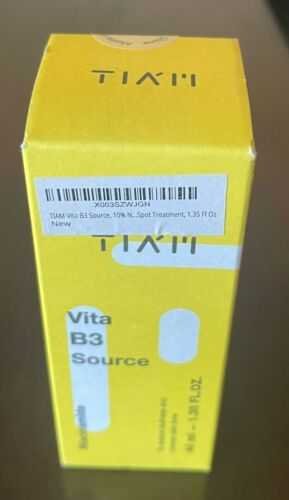 TIAM
X003SZWJGN
TIAM Vita B3 Source, 10% N...Spot Treatment, 1.35 Fl Oz
New
TIAM
Vita
B3
Source
Niacinamide
40 ml - 1.35 FL.OZ.